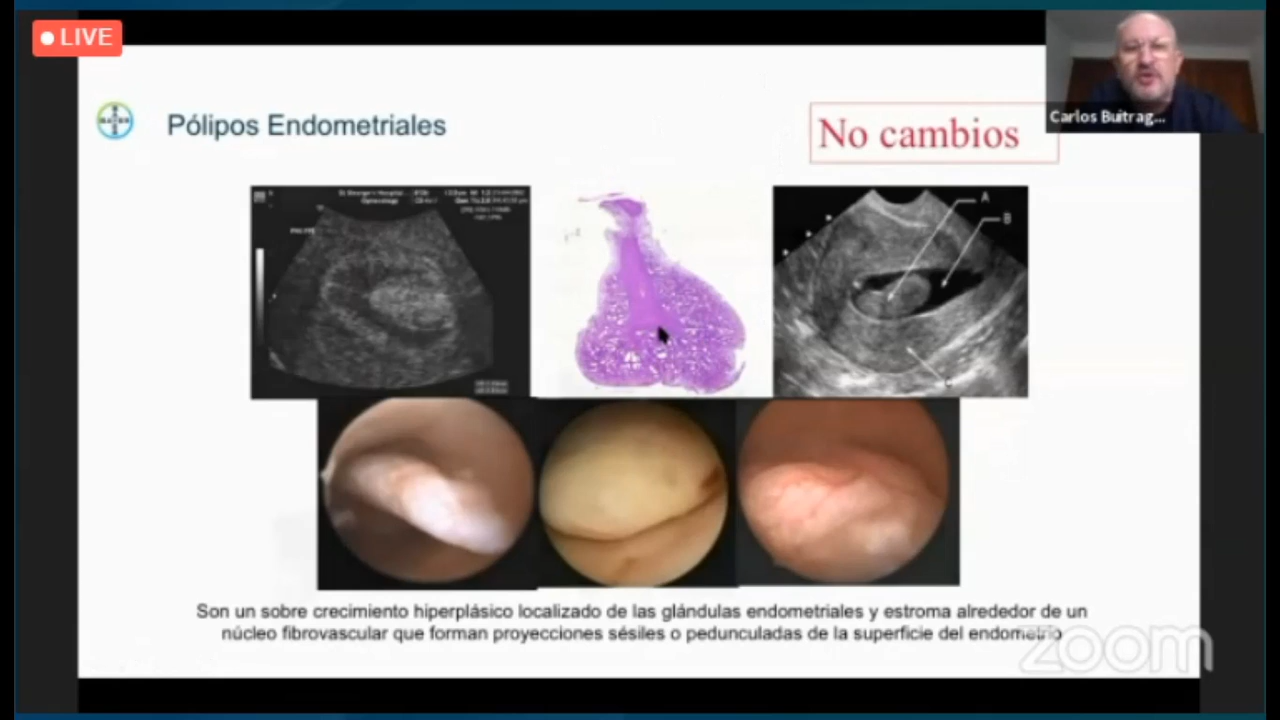 LIVE
Carlos Buitrag...
BAYER
Pólipos Endometriales
No cambios
A
B
Son un sobre crecimiento hiperplásico localizado de las glándulas endometriales y estroma alrededor de un
núcleo fibrovascular que forman proyecciones sésiles o pedunculadas de la superficie del endometrio
zoom